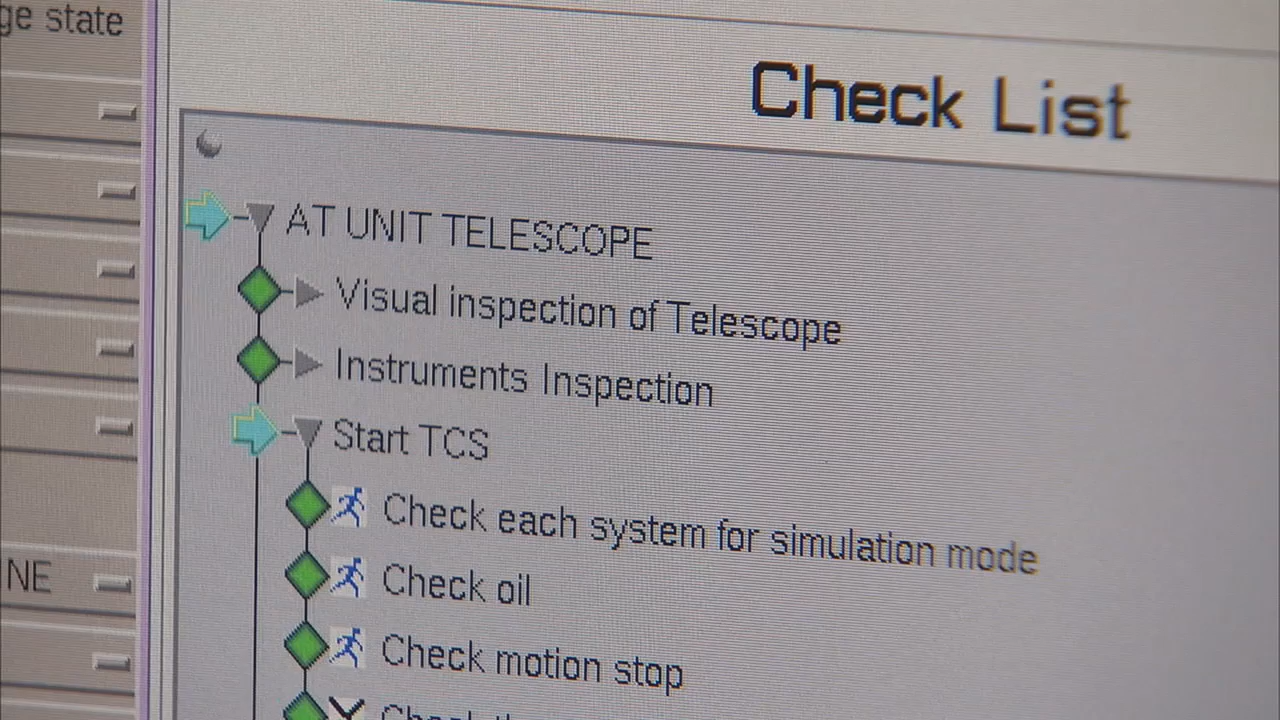 ge state
Check List
AT UNIT TELESCOPE
Visual inspection of Telescope
Instruments Inspection
Start TCS
Check each system for simulation mode
Check oil
NE
Check motion stop
Check